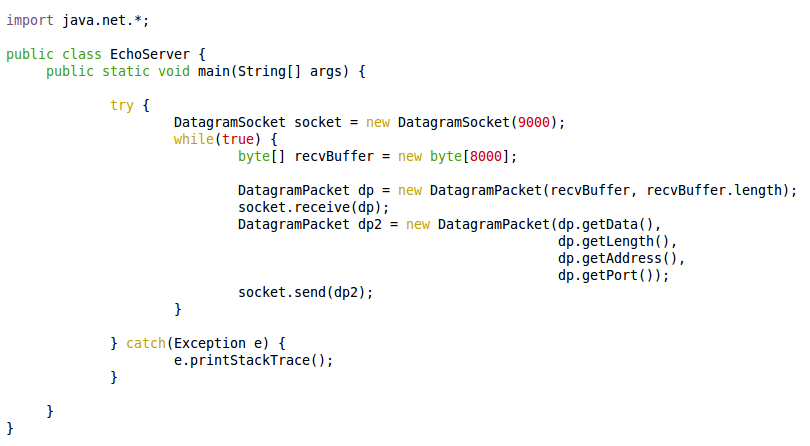 import java.net.*;
public class EchoServer {
public static void main(String[] args) {
try {
DatagramSocket socket = new DatagramSocket(9000);
while(true) {
byte[] recvBuffer = new byte[8000];
DatagramPacket dp = new DatagramPacket(recvBuffer, recvBuffer.length);
socket.receive(dp);
DatagramPacket dp2 = new DatagramPacket(dp.getData(),
dp.getLength(),
dp.getAddress(),
dp.getPort());
socket.send(dp2);
}
} catch(Exception e) {
e.printStackTrace();
}
}
}